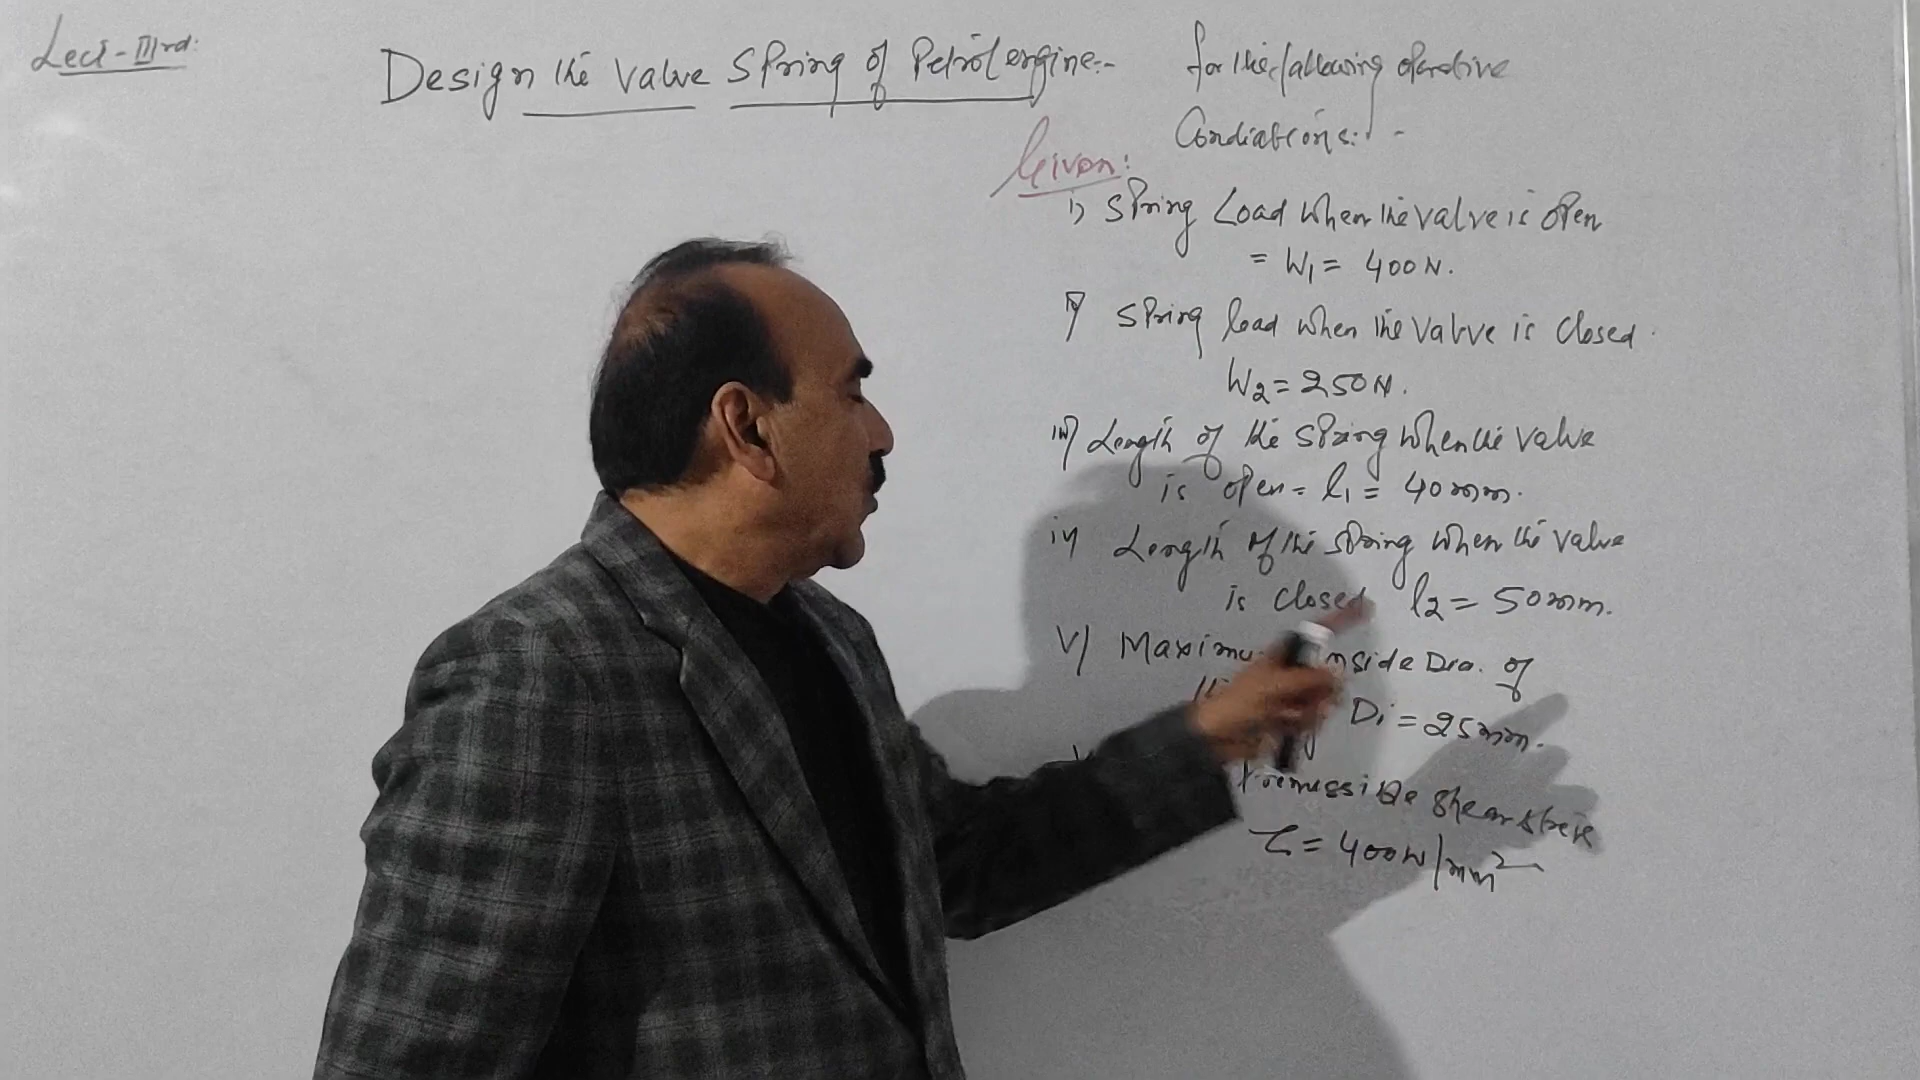 Lect-IIIrd:
Design the Valve Spring of Petrol engine:- for the following operative
Condiations: -
Given:
i) Spring Load when the valve is open
= W1 = 400N.
ii) Spring load when the valve is closed.
W2 = 250N.
iii) Length of the spring when the valve
is open = l1 = 40mm.
iv) Length of the spring when the valve
is closed l2 = 50mm.
V) Maximu nside Dia. of
Di = 25mm.
Shear stress
τ = 400N/mm²